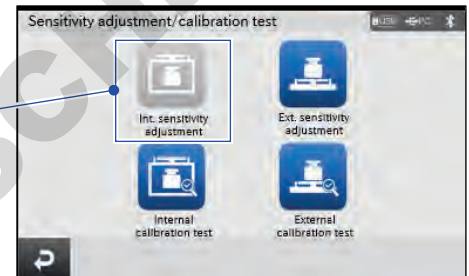 Sensitivity adjustment/calibration test
USB PC
Int. sensitivity
adjustment
Ext. sensitivity
adjustment
Internal
calibration test
External
calibration test